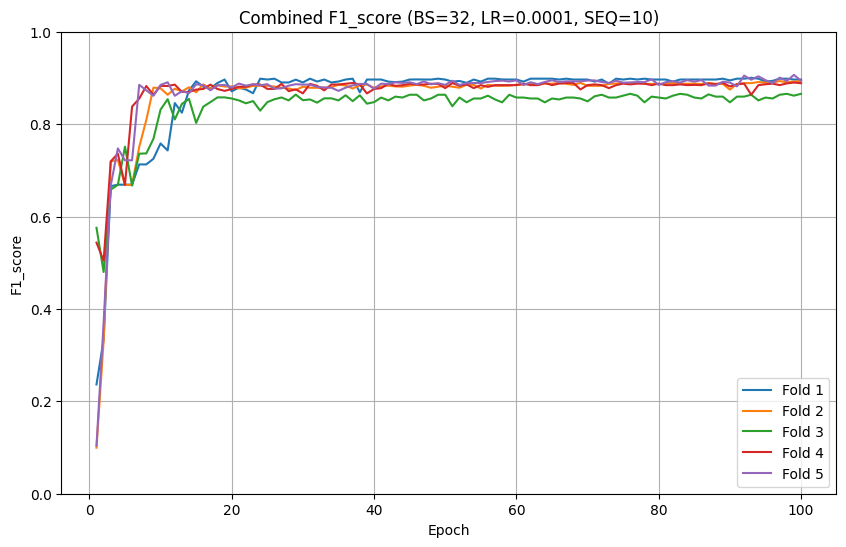 Combined F1_score (BS=32, LR=0.0001, SEQ=10)
1.0
0.8
0.6
0.4
0.2
0.0
F1_score
0
20
40
60
80
100
Epoch
Fold 1
Fold 2
Fold 3
Fold 4
Fold 5